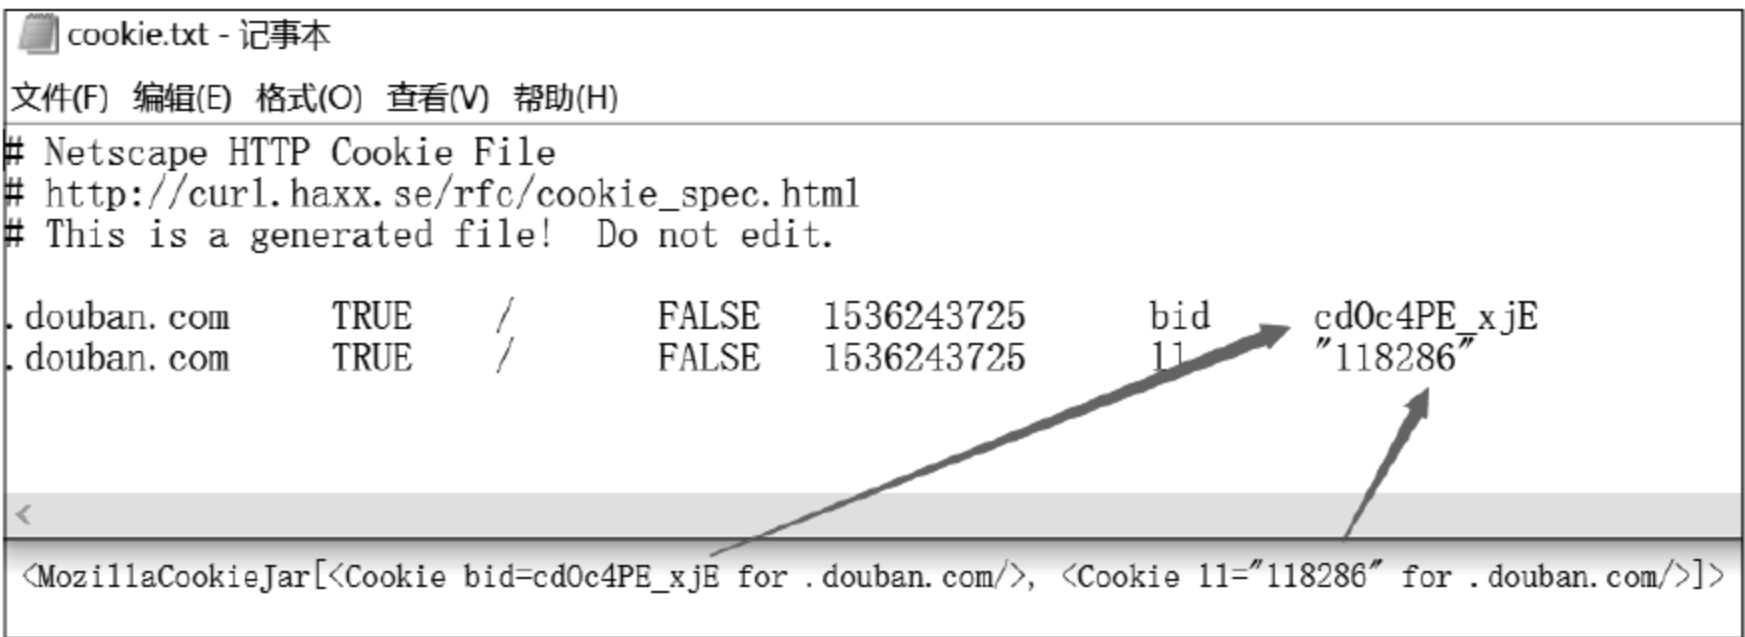 cookie.txt - 记事本
文件(F) 编辑(E) 格式(O) 查看(V) 帮助(H)
# Netscape HTTP Cookie File
# http://curl.haxx.se/rfc/cookie_spec.html
# This is a generated file!  Do not edit.
.douban.com TRUE / FALSE 1536243725 bid cdOc4PE_xjE
.douban.com TRUE / FALSE 1536243725 ll "118286"
<MozillaCookieJar[<Cookie bid=cdOc4PE_xjE for .douban.com/>, <Cookie ll="118286" for .douban.com/>]>